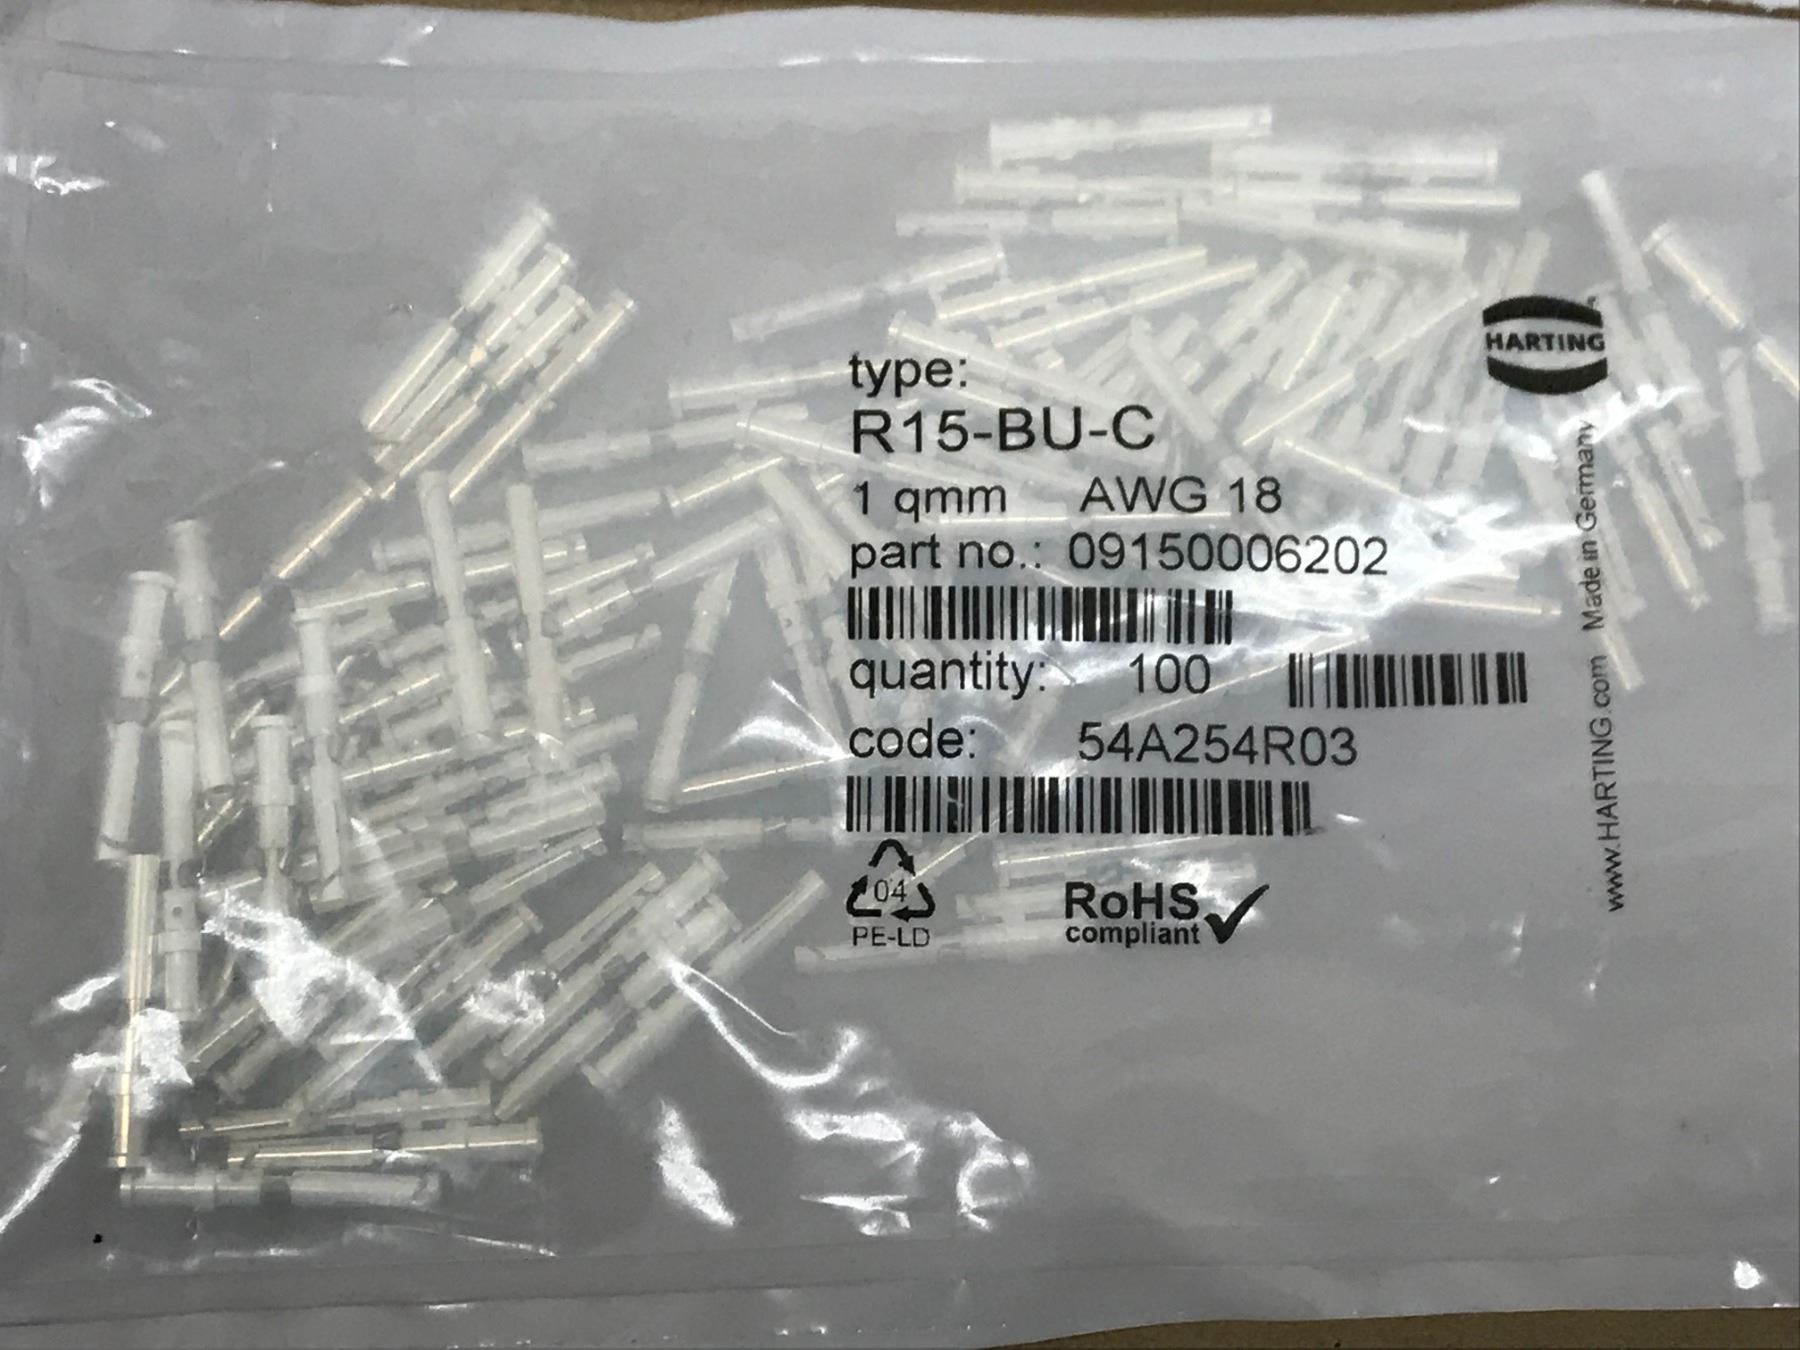 HARTING
type:
R15-BU-C
1 qmm AWG 18
part no.: 09150006202
quantity: 100
code: 54A254R03
04
PE-LD
RoHS
compliant
www.HARTING.com Made in Germany